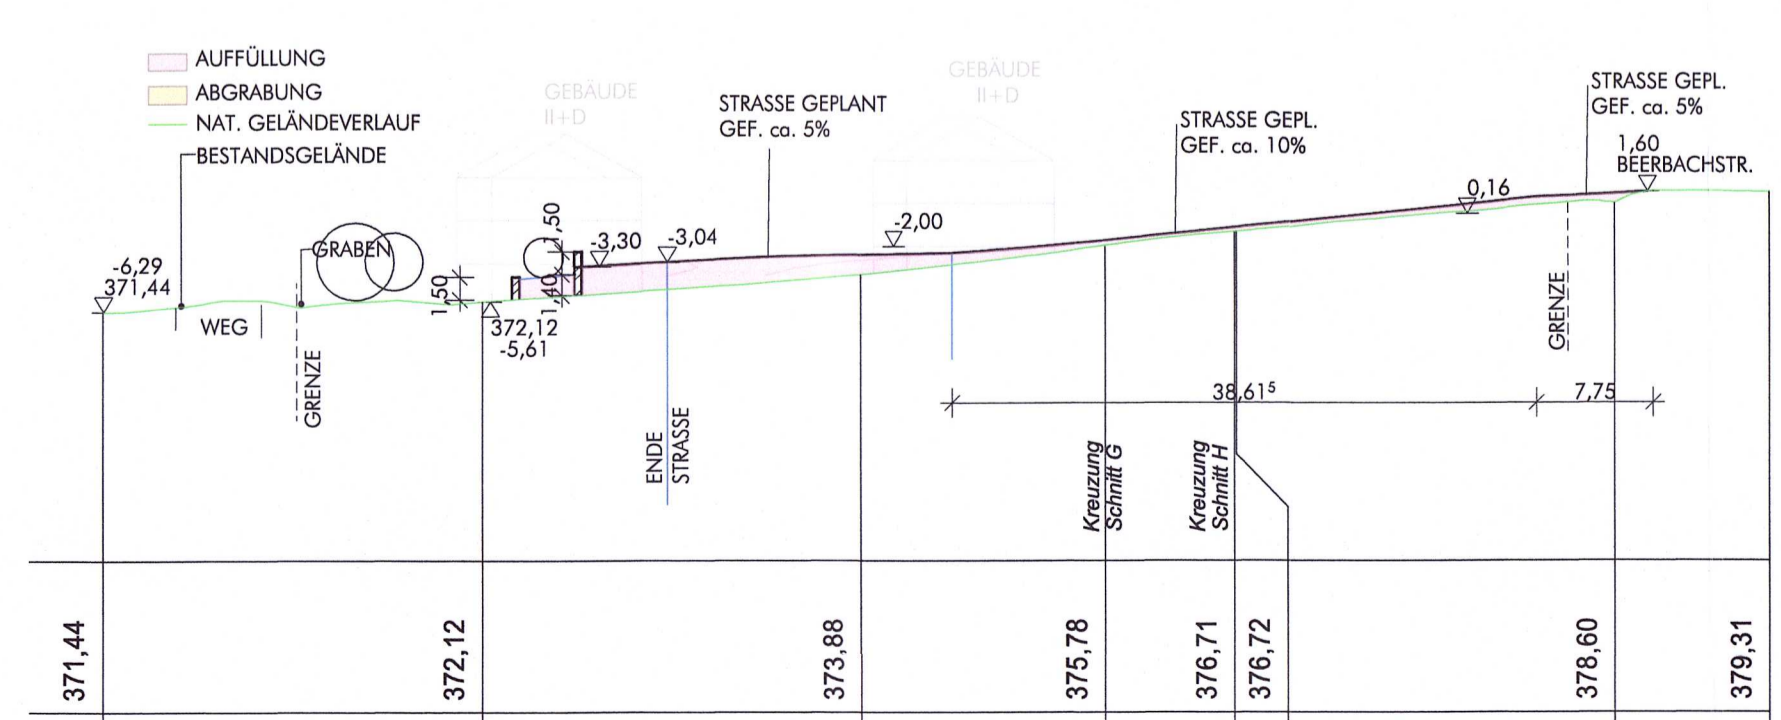 AUFFÜLLUNG
ABGRABUNG
NAT. GELÄNDEVERLAUF
BESTANDSGELÄNDE
GEBÄUDE
II+D
STRASSE GEPLANT
GEF. ca. 5%
GEBÄUDE
II+D
STRASSE GEPL.
GEF. ca. 10%
STRASSE GEPL.
GEF. ca. 5%
1,60
BEERBACHSTR.
0,16
-2,00
-3,04
-3,30
1,50
1,40
1,50
GRABEN
-6,29
371,44
WEG
GRENZE
372,12
-5,61
ENDE
STRASSE
38,61⁵
7,75
GRENZE
Kreuzung
Schnitt G
Kreuzung
Schnitt H
371,44
372,12
373,88
375,78
376,71
376,72
378,60
379,31